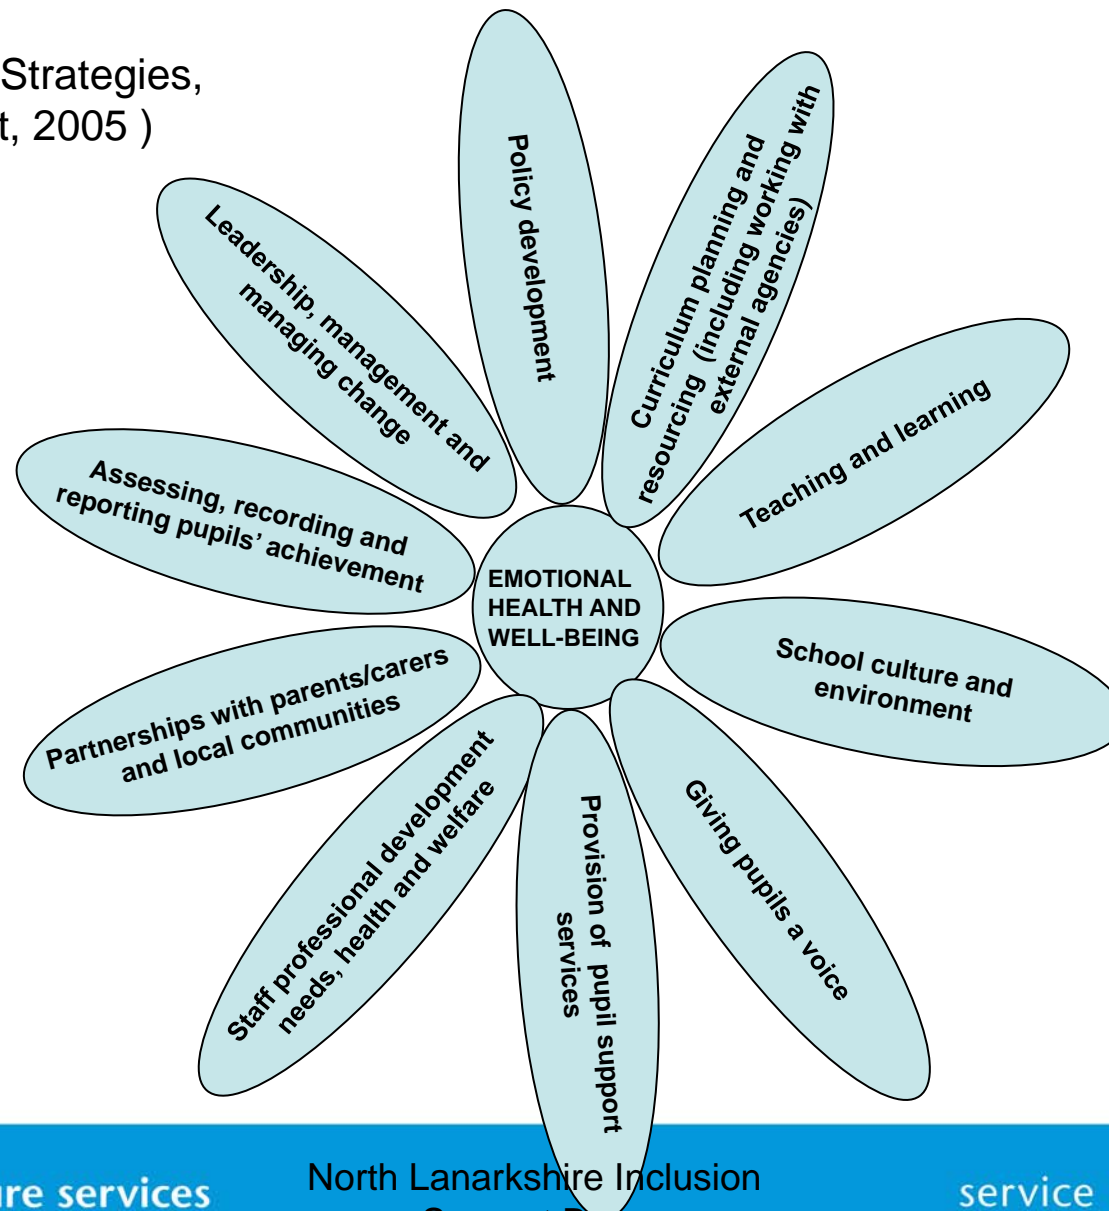 Strategies,
t, 2005 )
Policy development
Curriculum planning and
resourcing (including working with
external agencies)
Teaching and learning
School culture and
environment
Giving pupils a voice
Provision of pupil support
services
Staff professional development
needs, health and welfare
Partnerships with parents/carers
and local communities
Assessing, recording and
reporting pupils’ achievement
Leadership, management and
managing change
EMOTIONAL
HEALTH AND
WELL-BEING
re services
North Lanarkshire Inclusion
service